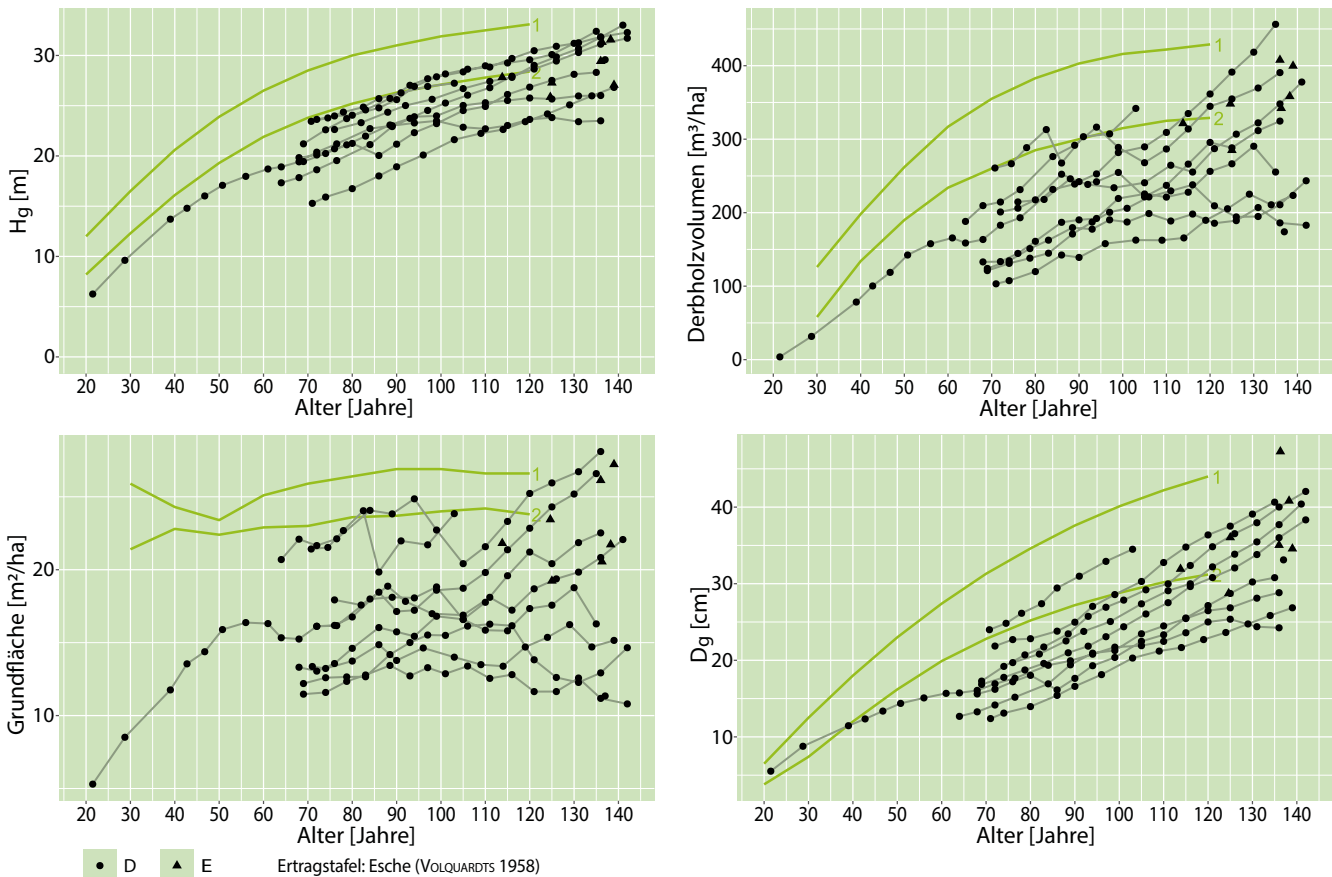 30
20
10
0
1
2
Hg [m]
20 30 40 50 60 70 80 90 100 110 120 130 140
Alter [Jahre]
400
300
200
100
0
1
2
Derbholzvolumen [m³/ha]
20 30 40 50 60 70 80 90 100 110 120 130 140
Alter [Jahre]
20
10
1
2
Grundfläche [m²/ha]
20 30 40 50 60 70 80 90 100 110 120 130 140
Alter [Jahre]
40
30
20
10
1
2
Dg [cm]
20 30 40 50 60 70 80 90 100 110 120 130 140
Alter [Jahre]
D E Ertragstafel: Esche (VOLQUARDTS 1958)